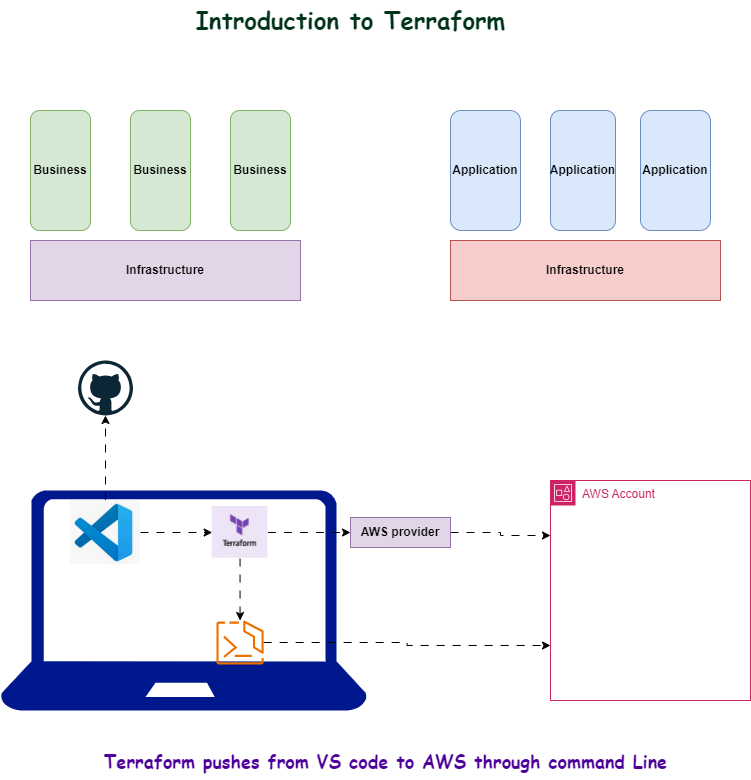 Introduction to Terraform
Business
Business
Business
Application
Application
Application
Infrastructure
Infrastructure
AWS Account
Terraform
AWS provider
Terraform pushes from VS code to AWS through command Line